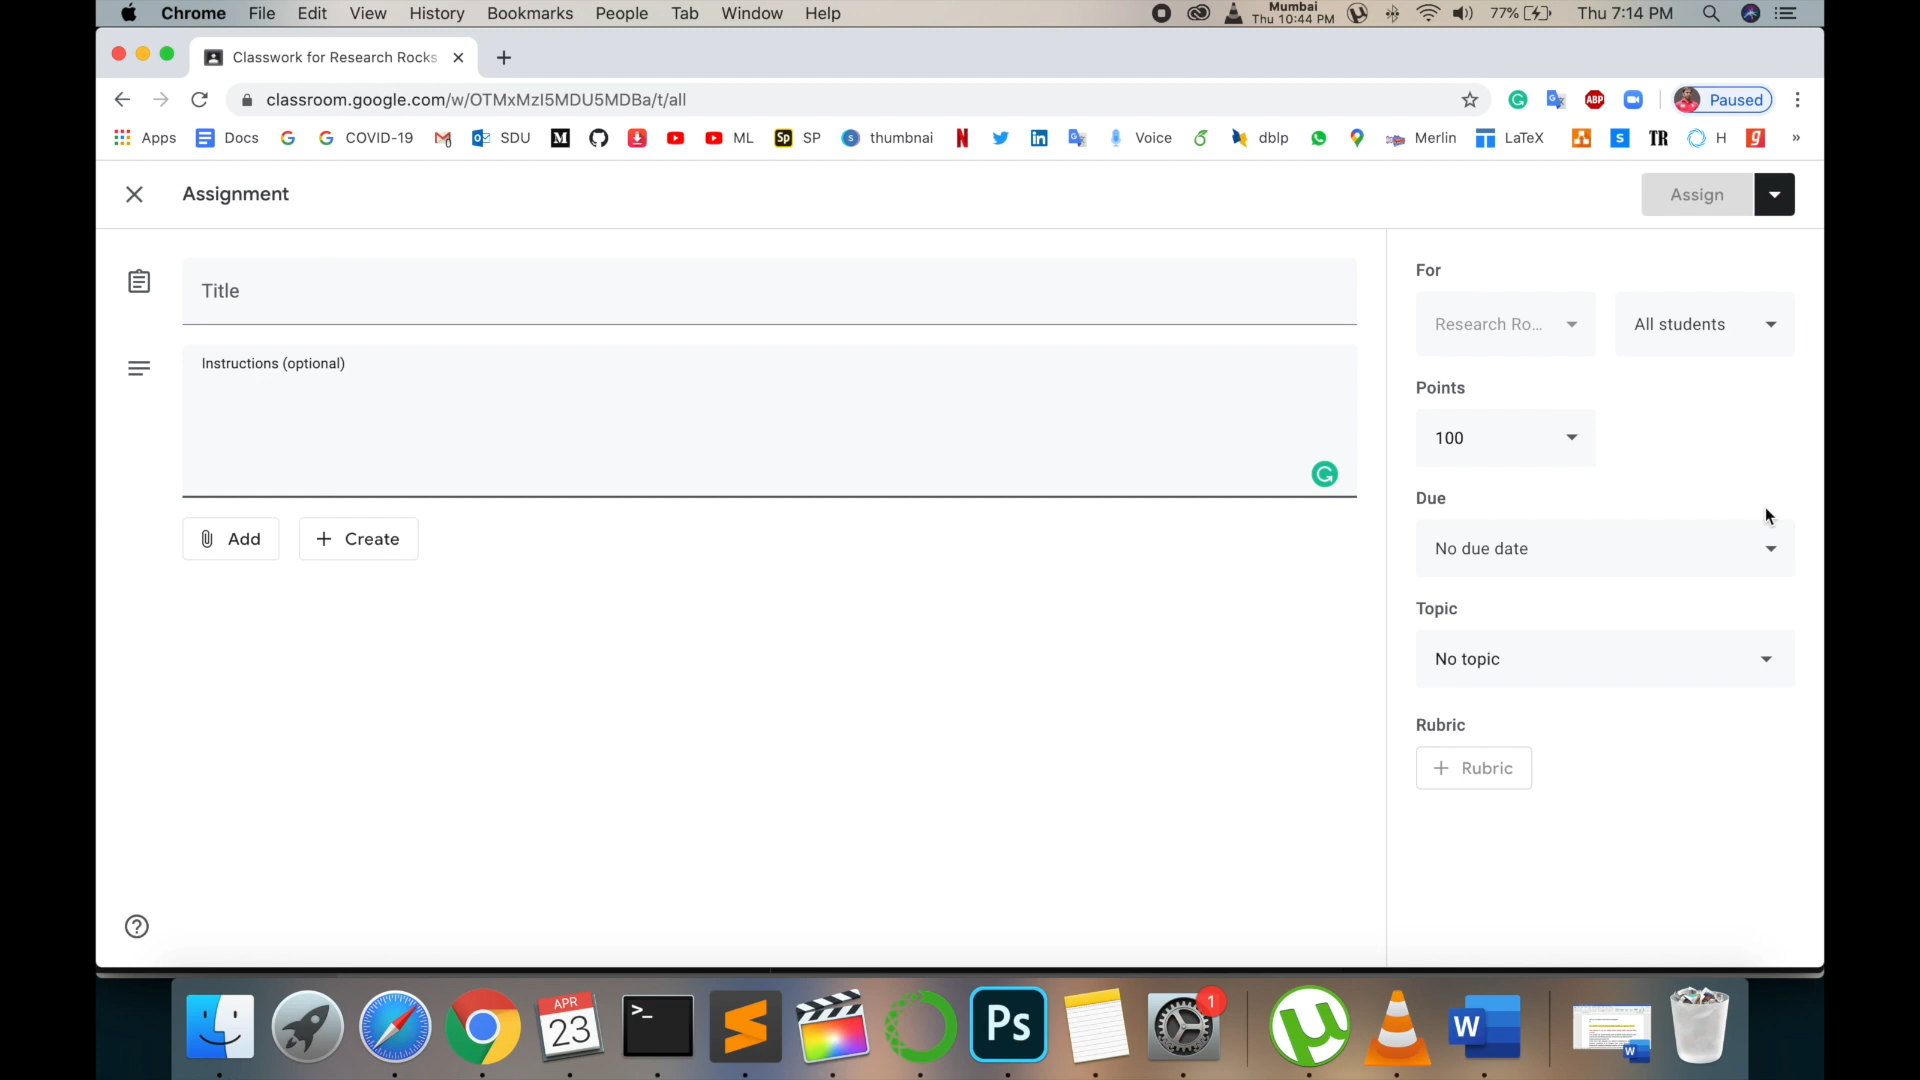 Chrome File Edit View History Bookmarks People Tab Window Help
Mumbai
Thu 10:44 PM
77%
Thu 7:14 PM
Classwork for Research Rocks
classroom.google.com/w/OTMxMzI5MDU5MDBa/t/all
ABP
Paused
Apps Docs COVID-19 SDU ML Sp SP thumbnai Voice dblp Merlin LaTeX TR H »
Assignment
Assign
Title
For
Research Ro...
All students
Instructions (optional)
Points
100
Add
Create
Due
No due date
Topic
No topic
Rubric
Rubric
APR
23
>_
Ps
1
W
W